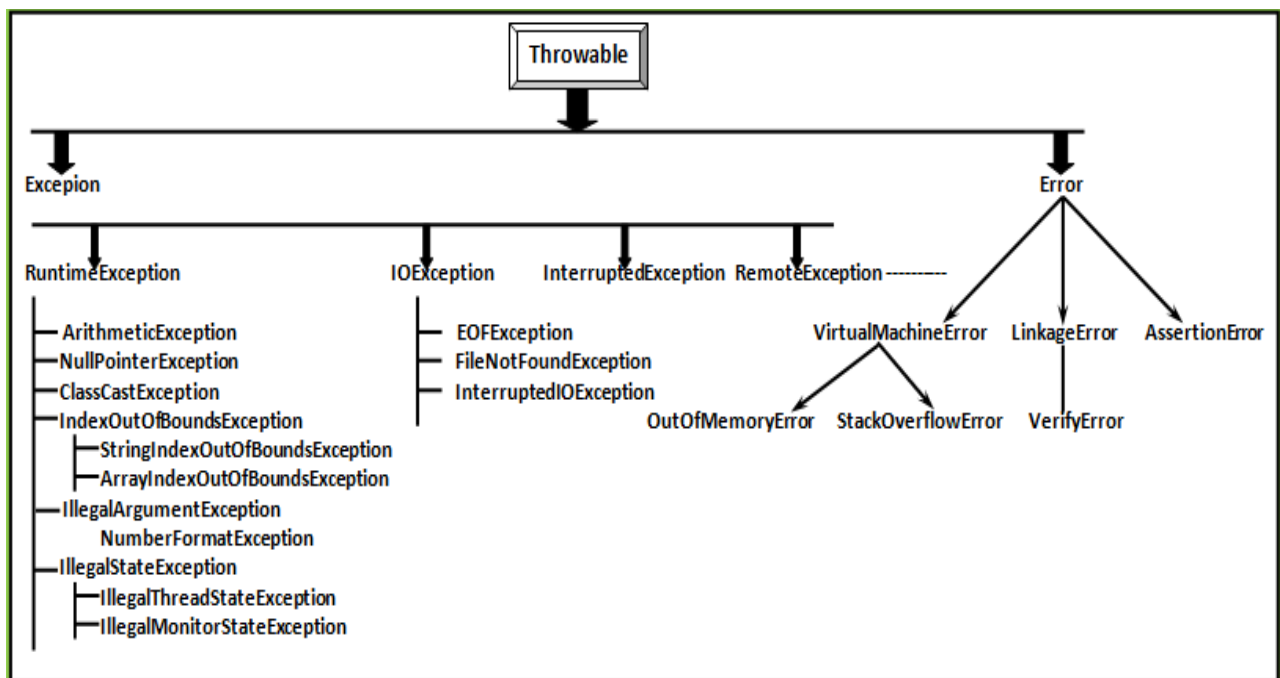 Throwable
Excepion
Error
RuntimeException
IOException
InterruptedException
RemoteException ----------
ArithmeticException
NullPointerException
ClassCastException
IndexOutOfBoundsException
StringIndexOutOfBoundsException
ArrayIndexOutOfBoundsException
IllegalArgumentException
NumberFormatException
IllegalStateException
IllegalThreadStateException
IllegalMonitorStateException
EOFException
FileNotFoundException
InterruptedIOException
VirtualMachineError
LinkageError
AssertionError
OutOfMemoryError
StackOverflowError
VerifyError